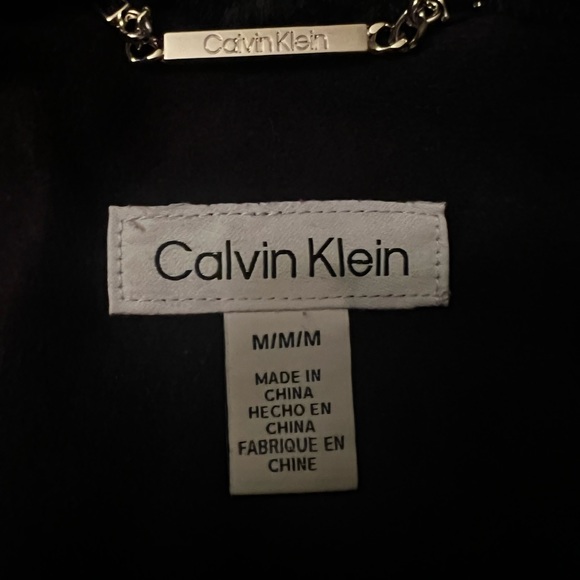 Calvin Klein
Calvin Klein
M/M/M
MADE IN
CHINA
HECHO EN
CHINA
FABRIQUE EN
CHINE